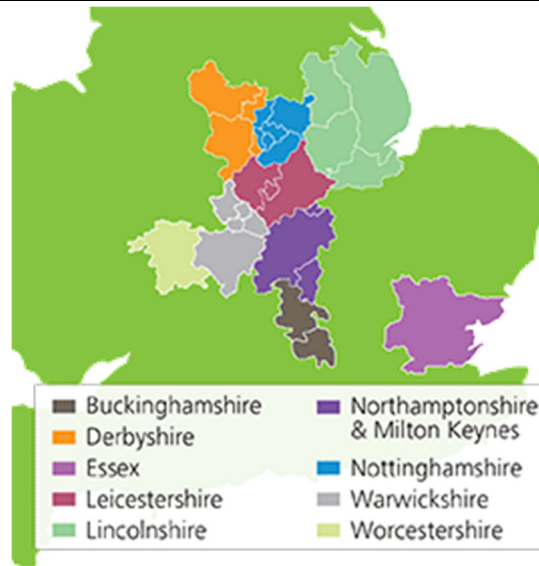 Buckinghamshire
Derbyshire
Essex
Leicestershire
Lincolnshire
Northamptonshire
& Milton Keynes
Nottinghamshire
Warwickshire
Worcestershire